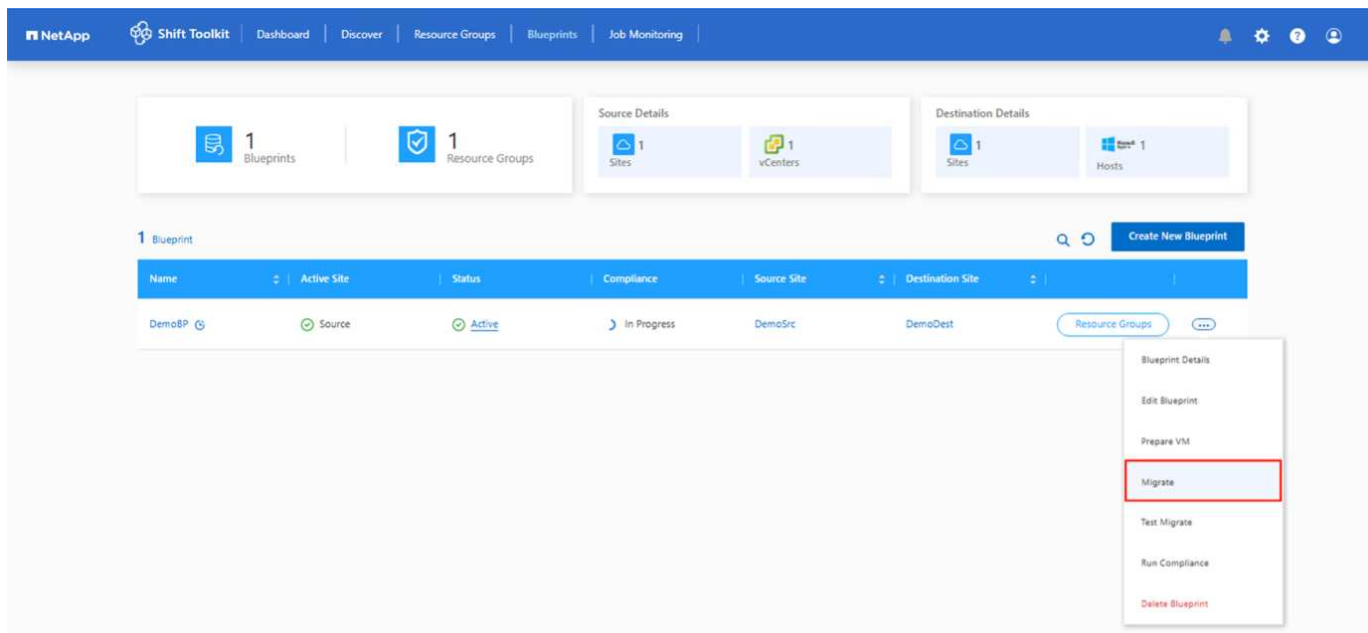 NetApp
Shift Toolkit
Dashboard
Discover
Resource Groups
Blueprints
Job Monitoring
1
Blueprints
1
Resource Groups
Source Details
1
Sites
1
vCenters
Destination Details
1
Sites
1
Hosts
1 Blueprint
Create New Blueprint
Name
Active Site
Status
Compliance
Source Site
Destination Site
DemoBP
Source
Active
In Progress
DemoSrc
DemoDest
Resource Groups
Blueprint Details
Edit Blueprint
Prepare VM
Migrate
Test Migrate
Run Compliance
Delete Blueprint